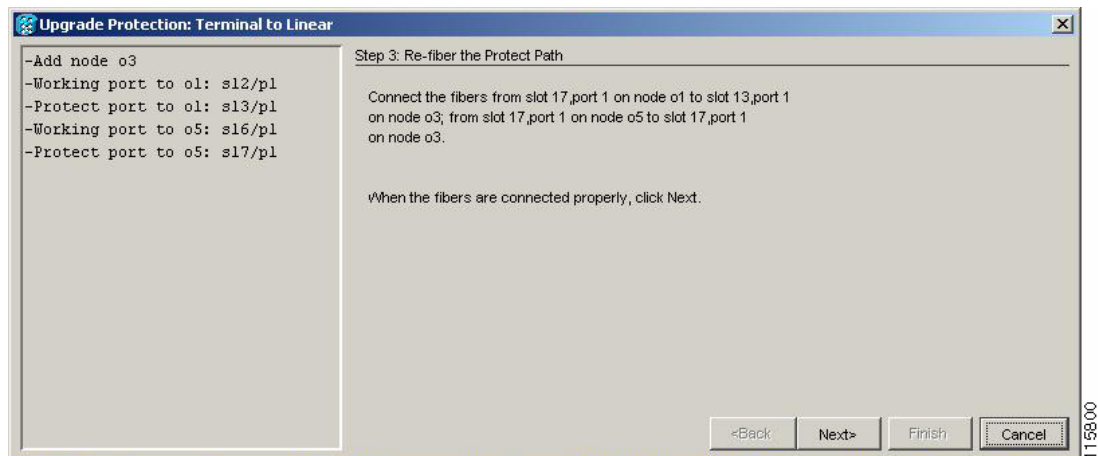 Upgrade Protection: Terminal to Linear
-Add node o3
-Working port to o1: s12/p1
-Protect port to o1: s13/p1
-Working port to o5: s16/p1
-Protect port to o5: s17/p1
Step 3: Re-fiber the Protect Path
Connect the fibers from slot 17,port 1 on node o1 to slot 13,port 1
on node o3; from slot 17,port 1 on node o5 to slot 17,port 1
on node o3.
When the fibers are connected properly, click Next.
<Back
Next>
Finish
Cancel
115800